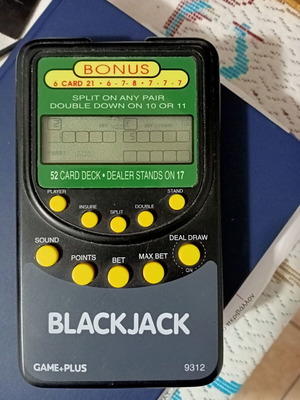 BONUS
6 CARD 21 • 6 - 7- 8 • 7 - 7 - 7
SPLIT ON ANY PAIR
DOUBLE DOWN ON 10 OR 11
52 CARD DECK • DEALER STANDS ON 17
PLAYER
INSURE
SPLIT
DOUBLE
STAND
SOUND
POINTS
BET
MAX BET
DEAL DRAW
ON
BLACKJACK
GAME+PLUS
9312